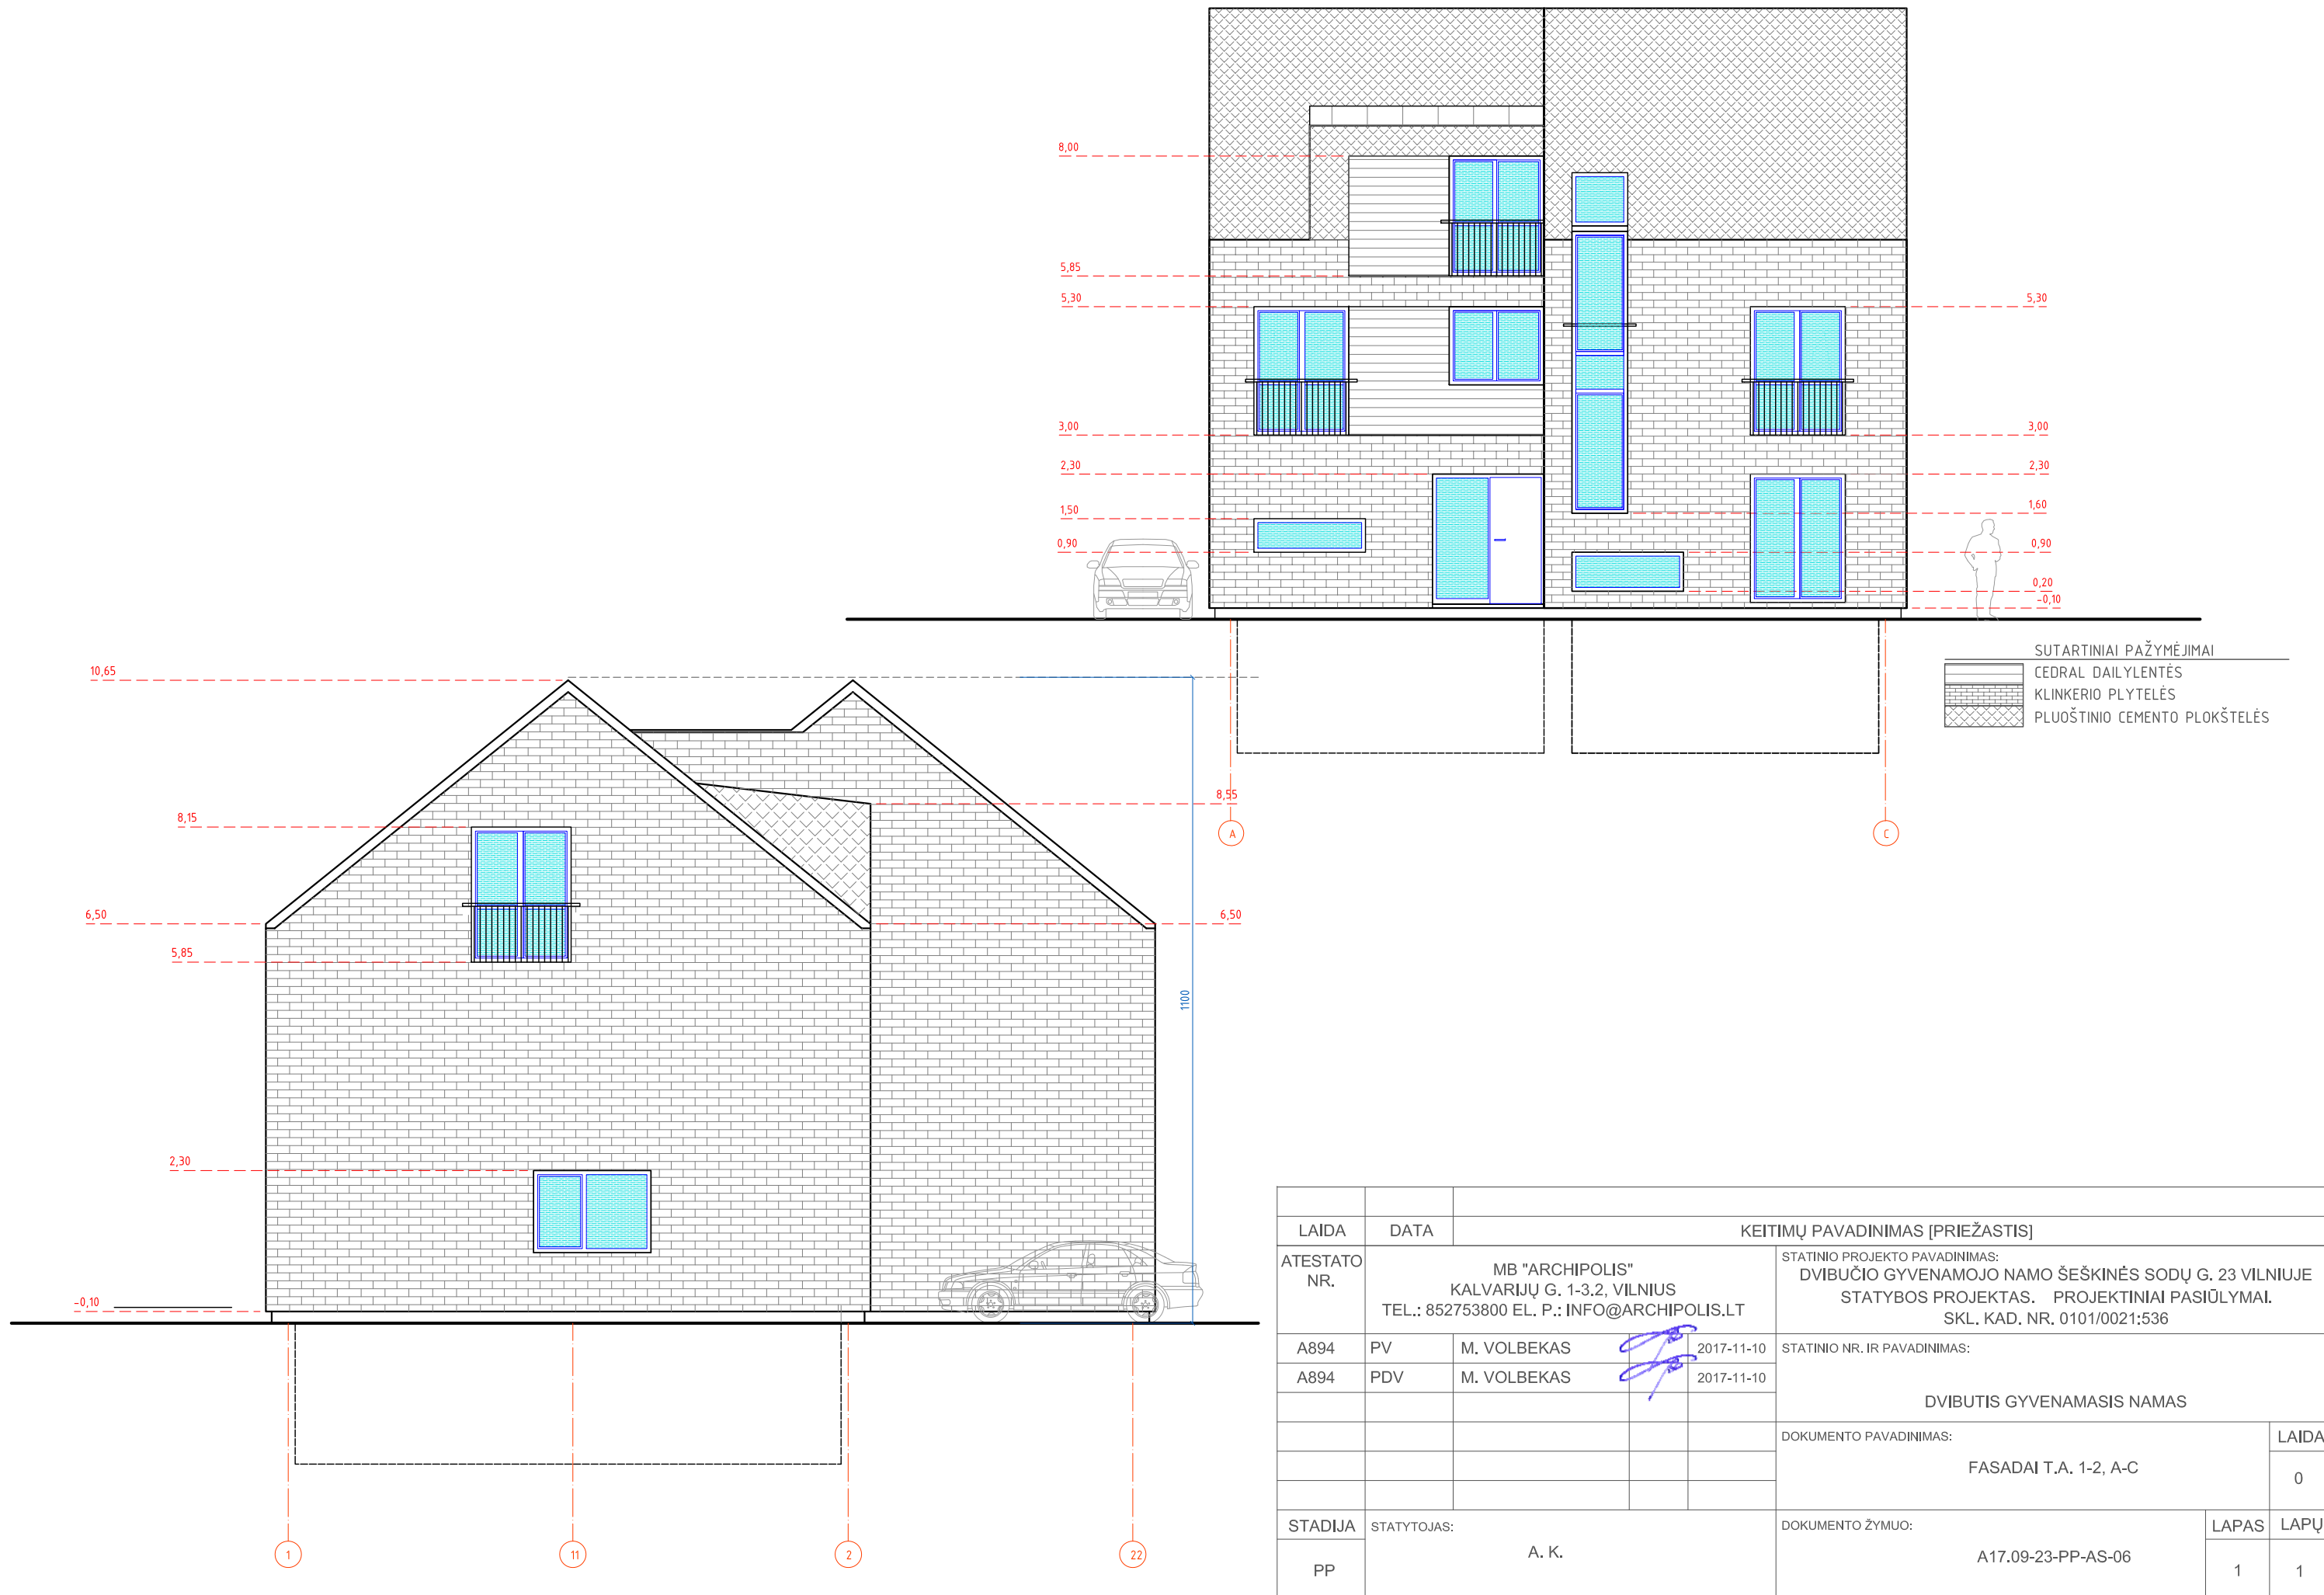 8,00
5,85
5,30
3,00
2,30
1,50
0,90
5,30
3,00
2,30
1,60
0,90
0,20
-0,10
A
C
SUTARTINIAI PAŽYMĖJIMAI
CEDRAL DAILYLENTĖS
KLINKERIO PLYTELĖS
PLUOŠTINIO CEMENTO PLOKŠTELĖS
10,65
8,15
6,50
5,85
2,30
-0,10
8,55
6,50
1100
1
11
2
22
LAIDA DATA KEITIMŲ PAVADINIMAS [PRIEŽASTIS]
ATESTATO
NR.
MB "ARCHIPOLIS"
KALVARIJŲ G. 1-3.2, VILNIUS
TEL.: 852753800 EL. P.: INFO@ARCHIPOLIS.LT
STATINIO PROJEKTO PAVADINIMAS:
DVIBUČIO GYVENAMOJO NAMO ŠEŠKINĖS SODŲ G. 23 VILNIUJE
STATYBOS PROJEKTAS. PROJEKTINIAI PASIŪLYMAI.
SKL. KAD. NR. 0101/0021:536
A894 PV M. VOLBEKAS 2017-11-10
A894 PDV M. VOLBEKAS 2017-11-10
STATINIO NR. IR PAVADINIMAS:
DVIBUTIS GYVENAMASIS NAMAS
DOKUMENTO PAVADINIMAS:
FASADAI T.A. 1-2, A-C
LAIDA
0
STADIJA
PP
STATYTOJAS:
A. K.
DOKUMENTO ŽYMUO:
A17.09-23-PP-AS-06
LAPAS LAPŲ
1 1